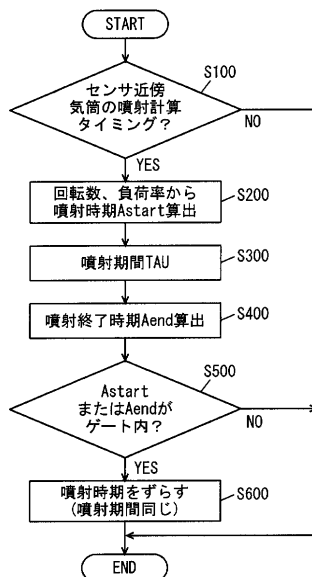 START
センサ近傍
気筒の噴射計算
タイミング？
S100
NO
YES
回転数、負荷率から
噴射時期Astart算出
S200
噴射期間TAU
S300
噴射終了時期Aend算出
S400
Astart
またはAendが
ゲート内？
S500
NO
YES
噴射時期をずらす
(噴射期間同じ)
S600
END